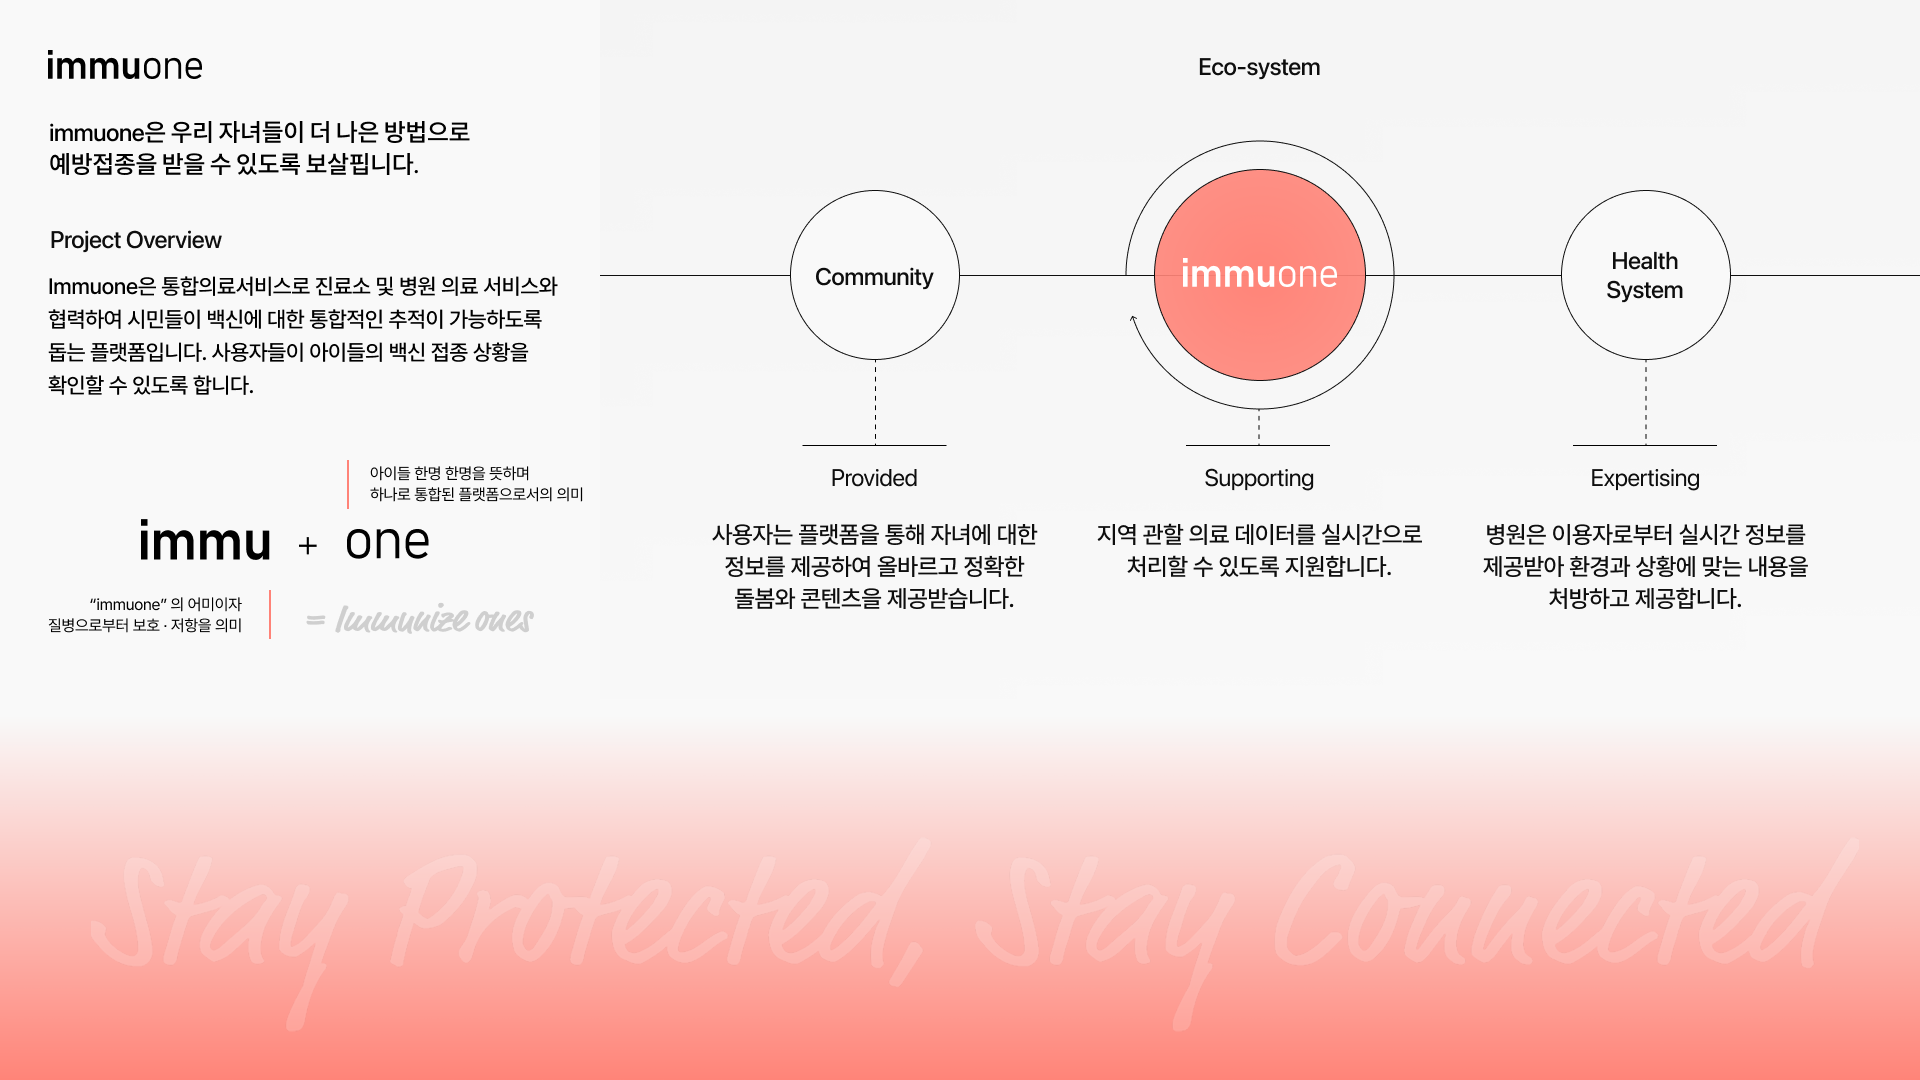 immuone
immuone은 우리 자녀들이 더 나은 방법으로
예방접종을 받을 수 있도록 보살핍니다.
Project Overview
Immuone은 통합의료서비스로 진료소 및 병원 의료 서비스와
협력하여 시민들이 백신에 대한 통합적인 추적이 가능하도록
돕는 플랫폼입니다. 사용자들이 아이들의 백신 접종 상황을
확인할 수 있도록 합니다.
아이들 한명 한명을 뜻하며
하나로 통합된 플랫폼으로서의 의미
immu + one
“immuone” 의 어미이자
질병으로부터 보호 · 저항을 의미
= Immunize ones
Eco-system
Community
immuone
Health
System
Provided
사용자는 플랫폼을 통해 자녀에 대한
정보를 제공하여 올바르고 정확한
돌봄와 콘텐츠을 제공받습니다.
Supporting
지역 관할 의료 데이터를 실시간으로
처리할 수 있도록 지원합니다.
Expertising
병원은 이용자로부터 실시간 정보를
제공받아 환경과 상황에 맞는 내용을
처방하고 제공합니다.
Stay Protected, Stay Connected